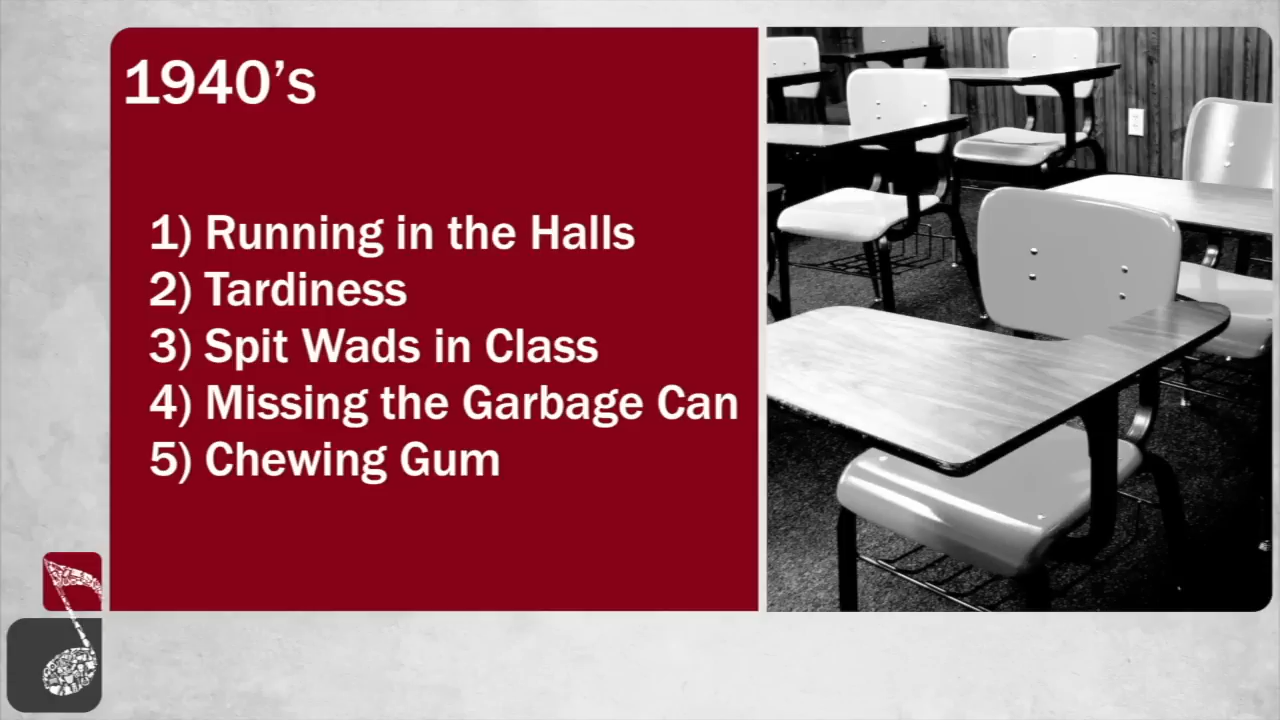 1940’s
1) Running in the Halls
2) Tardiness
3) Spit Wads in Class
4) Missing the Garbage Can
5) Chewing Gum